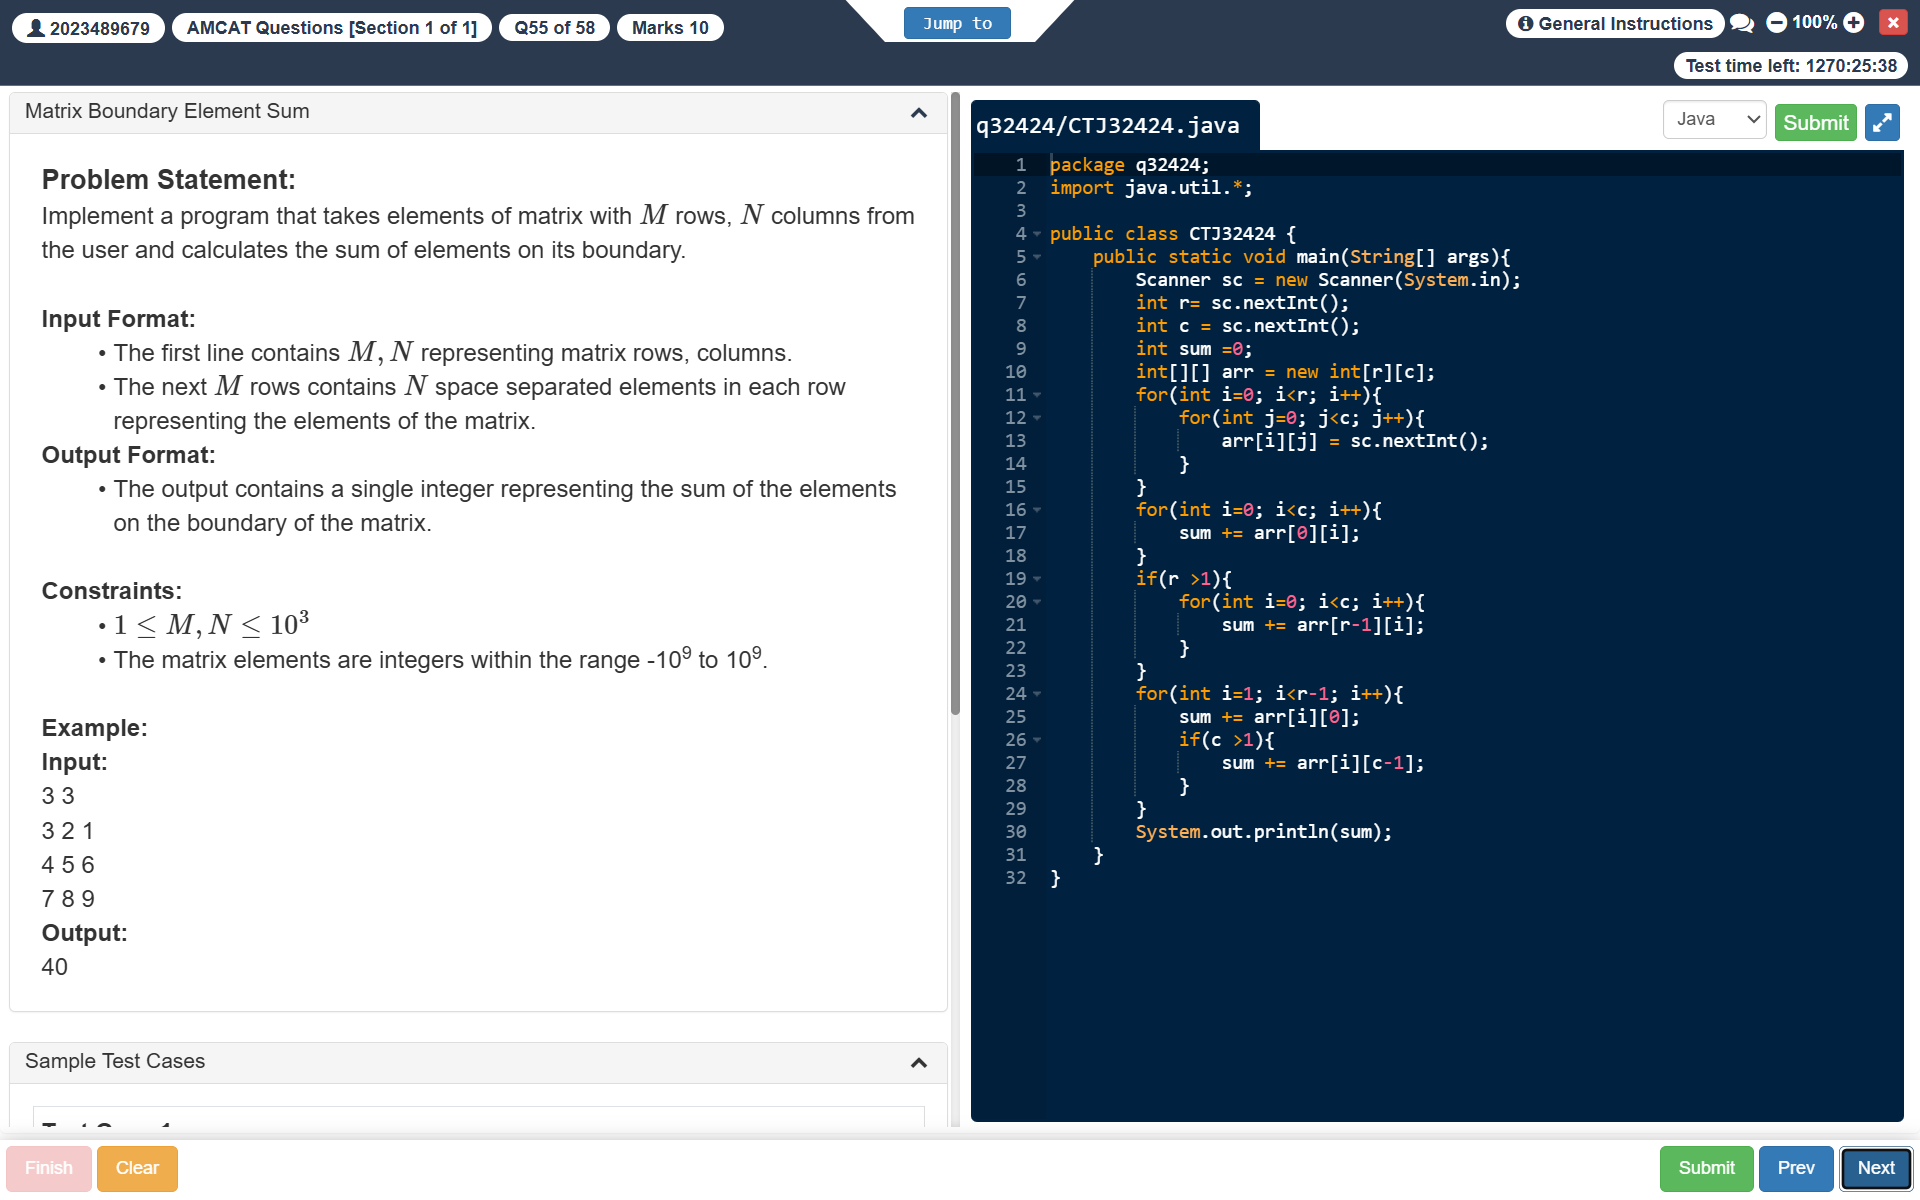 2023489679 AMCAT Questions [Section 1 of 1] Q55 of 58 Marks 10 Jump to General Instructions 100%
Test time left: 1270:25:38
Matrix Boundary Element Sum
Problem Statement:
Implement a program that takes elements of matrix with M rows, N columns from
the user and calculates the sum of elements on its boundary.
Input Format:
• The first line contains M, N representing matrix rows, columns.
• The next M rows contains N space separated elements in each row
representing the elements of the matrix.
Output Format:
• The output contains a single integer representing the sum of the elements
on the boundary of the matrix.
Constraints:
• 1 ≤ M, N ≤ 10³
• The matrix elements are integers within the range -10⁹ to 10⁹.
Example:
Input:
3 3
3 2 1
4 5 6
7 8 9
Output:
40
Sample Test Cases
q32424/CTJ32424.java
Java Submit
1 package q32424;
2 import java.util.*;
3
4 public class CTJ32424 {
5 public static void main(String[] args){
6 Scanner sc = new Scanner(System.in);
7 int r= sc.nextInt();
8 int c = sc.nextInt();
9 int sum =0;
10 int[][] arr = new int[r][c];
11 for(int i=0; i<r; i++){
12 for(int j=0; j<c; j++){
13 arr[i][j] = sc.nextInt();
14 }
15 }
16 for(int i=0; i<c; i++){
17 sum += arr[0][i];
18 }
19 if(r >1){
20 for(int i=0; i<c; i++){
21 sum += arr[r-1][i];
22 }
23 }
24 for(int i=1; i<r-1; i++){
25 sum += arr[i][0];
26 if(c >1){
27 sum += arr[i][c-1];
28 }
29 }
30 System.out.println(sum);
31 }
32 }
Finish Clear Submit Prev Next